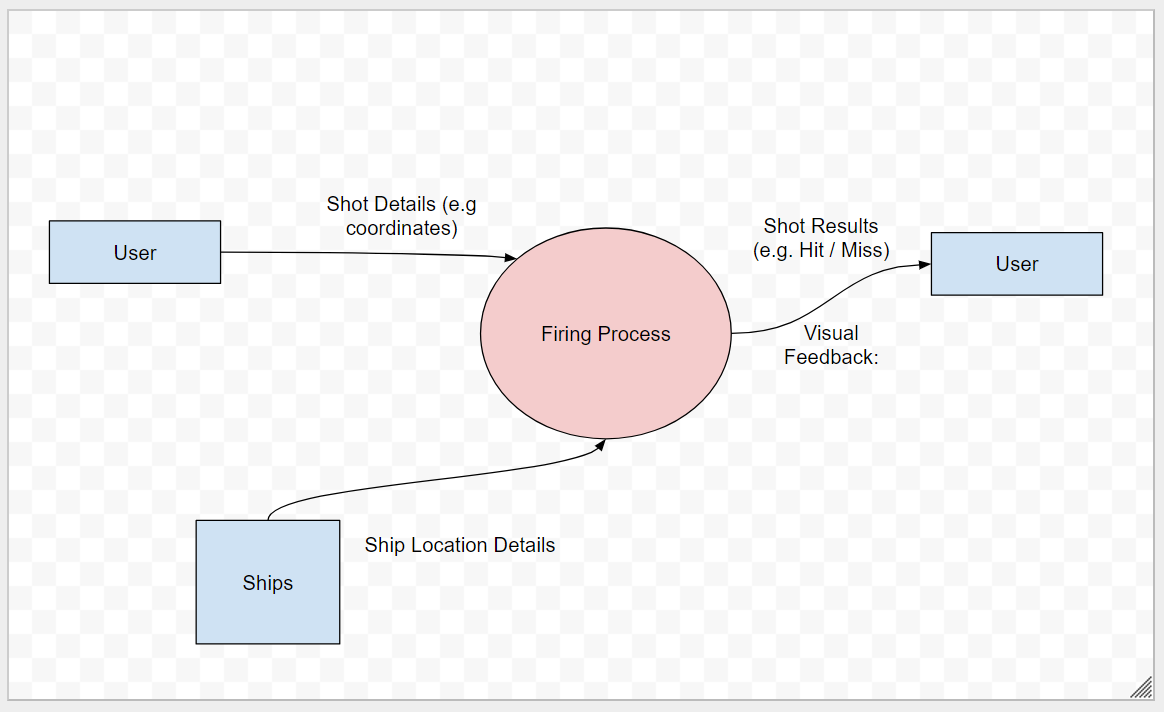 Shot Details (e.g
coordinates)
User
Shot Results
(e.g. Hit / Miss)
User
Firing Process
Visual
Feedback:
Ship Location Details
Ships